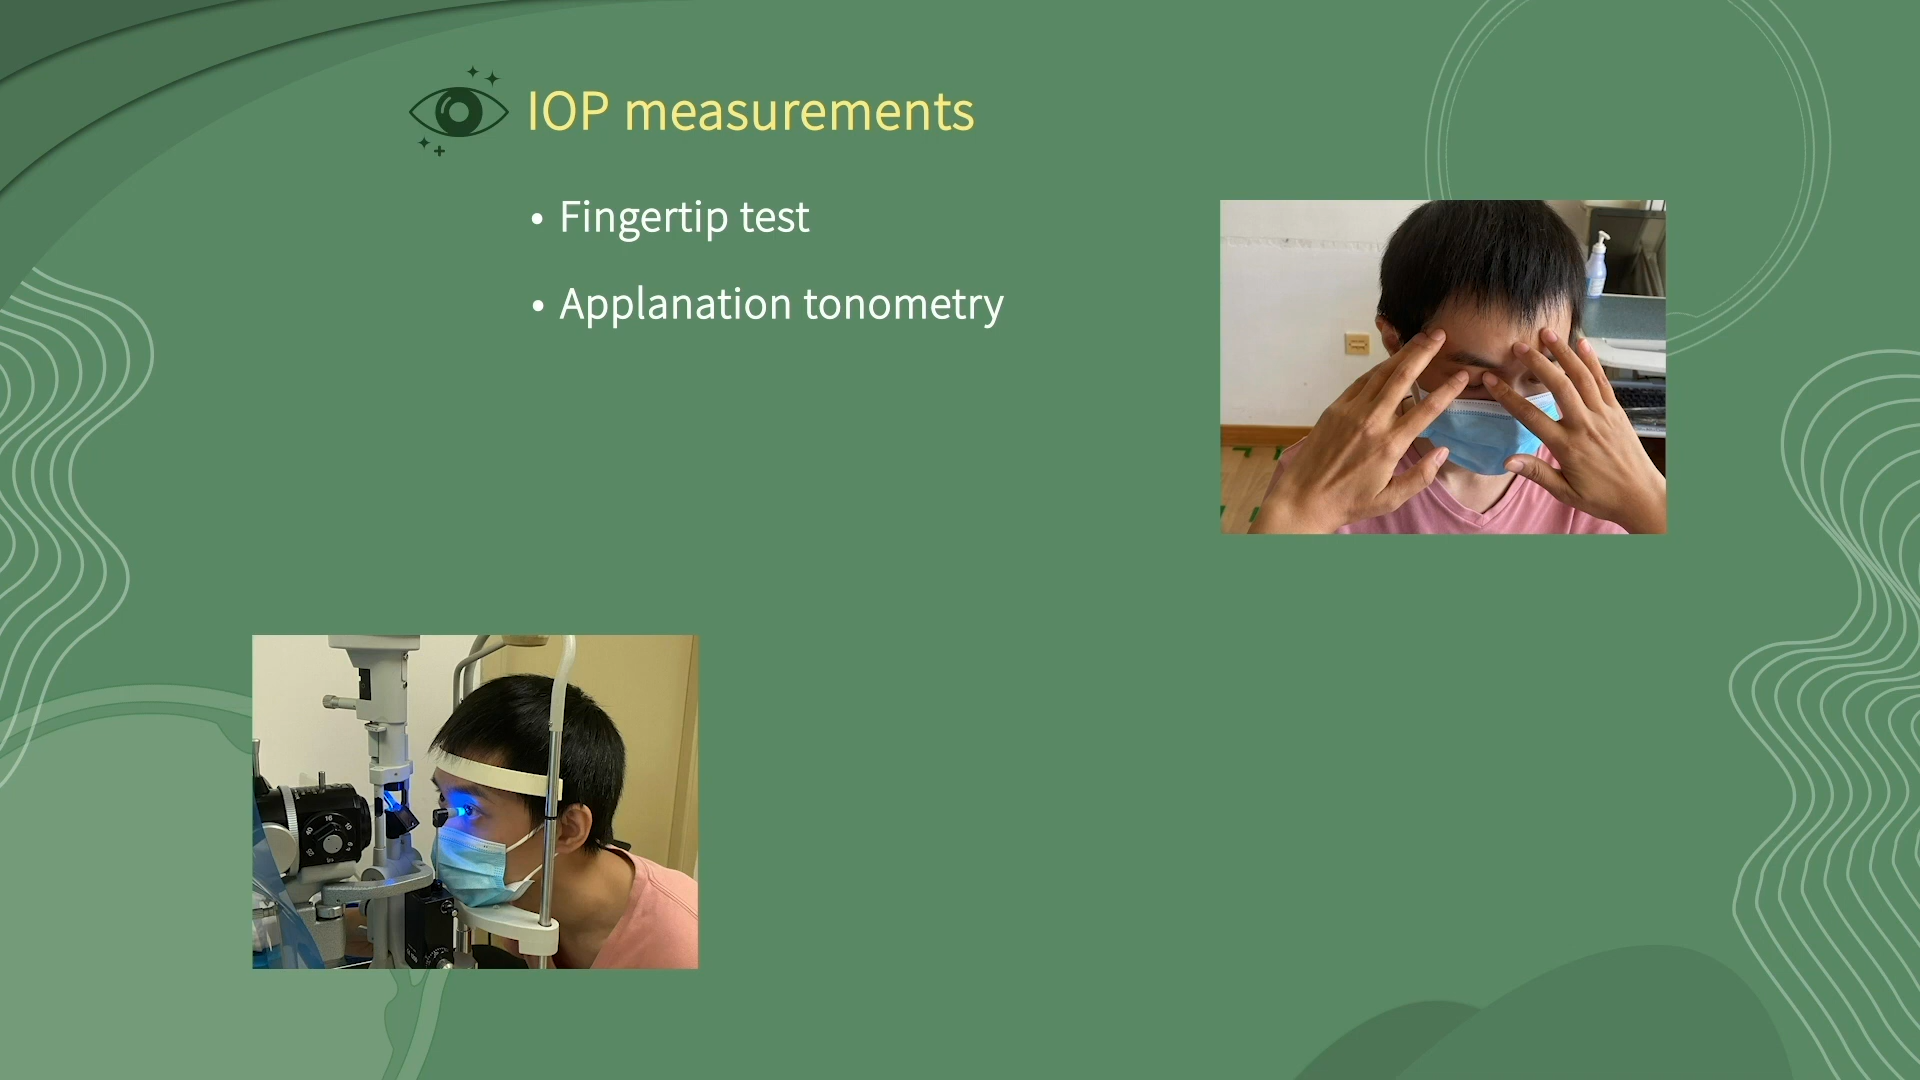 IOP measurements
• Fingertip test
• Applanation tonometry